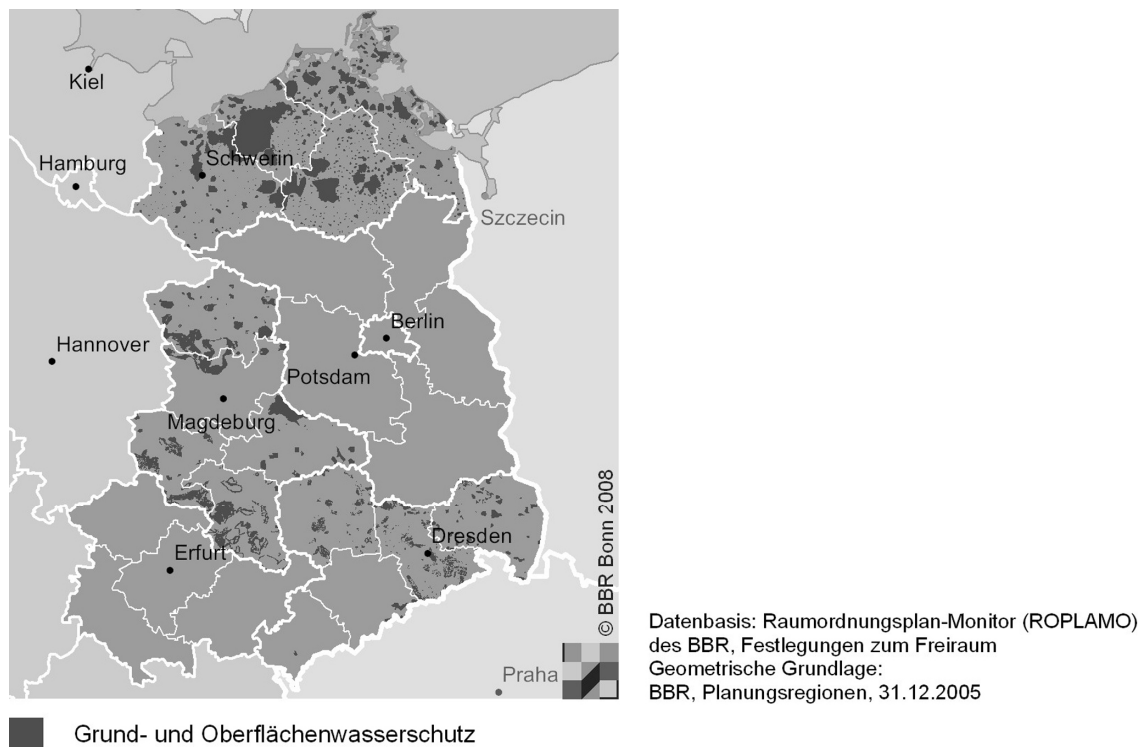 Kiel
Hamburg
Schwerin
Szczecin
Hannover
Berlin
Potsdam
Magdeburg
Erfurt
Dresden
Praha
© BBR Bonn 2008
Datenbasis: Raumordnungsplan-Monitor (ROPLAMO)
des BBR, Festlegungen zum Freiraum
Geometrische Grundlage:
BBR, Planungsregionen, 31.12.2005
Grund- und Oberflächenwasserschutz